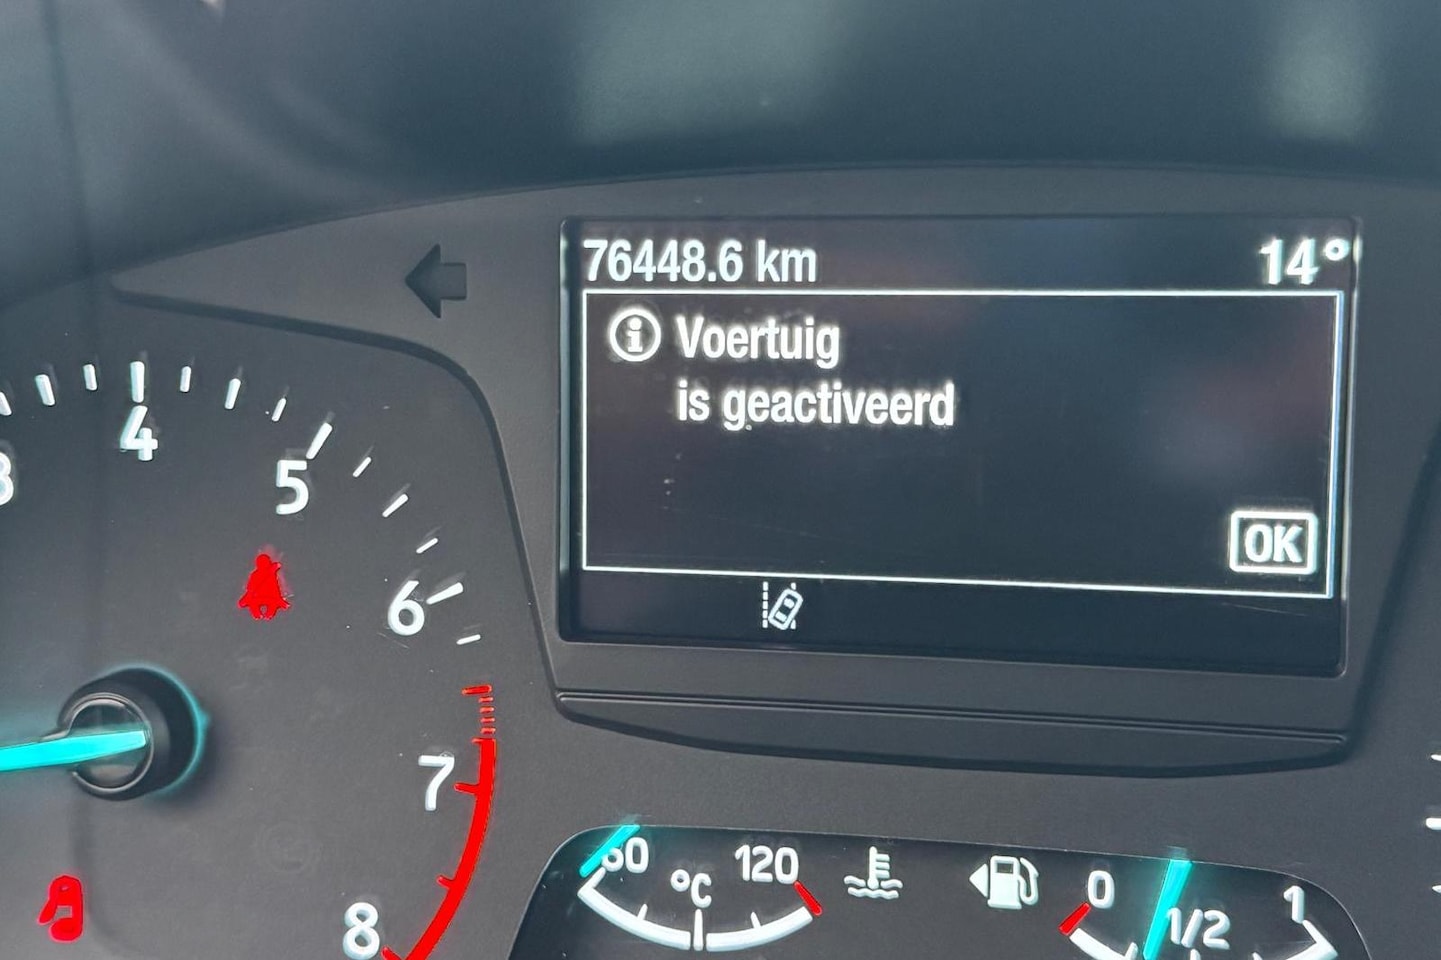 76448.6 km 14°
Voertuig
is geactiveerd
OK
3
4
5
6
7
8
60 °C 120
0 1/2 1